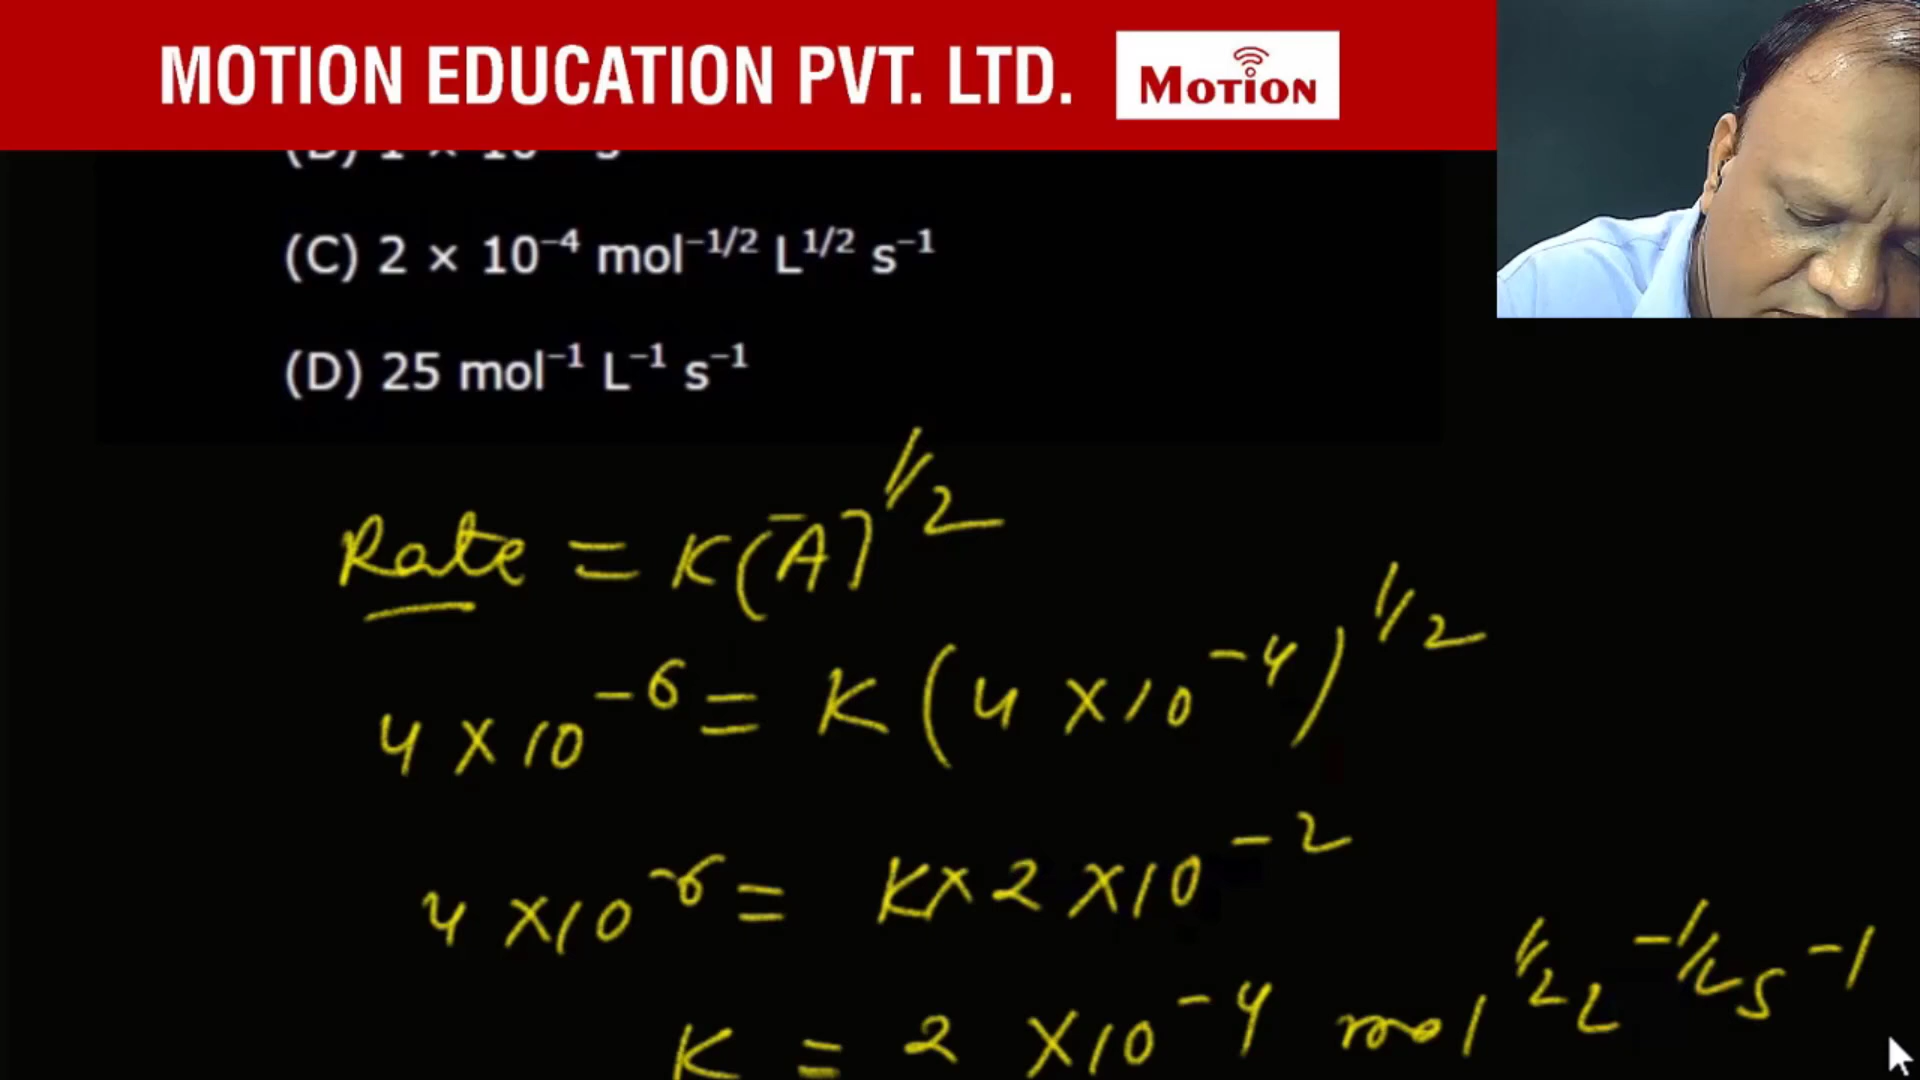 MOTION EDUCATION PVT. LTD. MOTION
(C) 2 × 10⁻⁴ mol⁻¹/² L¹/² s⁻¹
(D) 25 mol⁻¹ L⁻¹ s⁻¹
Rate = K[A]¹/²
4 × 10⁻⁶ = K (4 × 10⁻⁴)¹/²
4 × 10⁻⁶ = K × 2 × 10⁻²
K = 2 × 10⁻⁴ mol¹/² L⁻¹/² s⁻¹